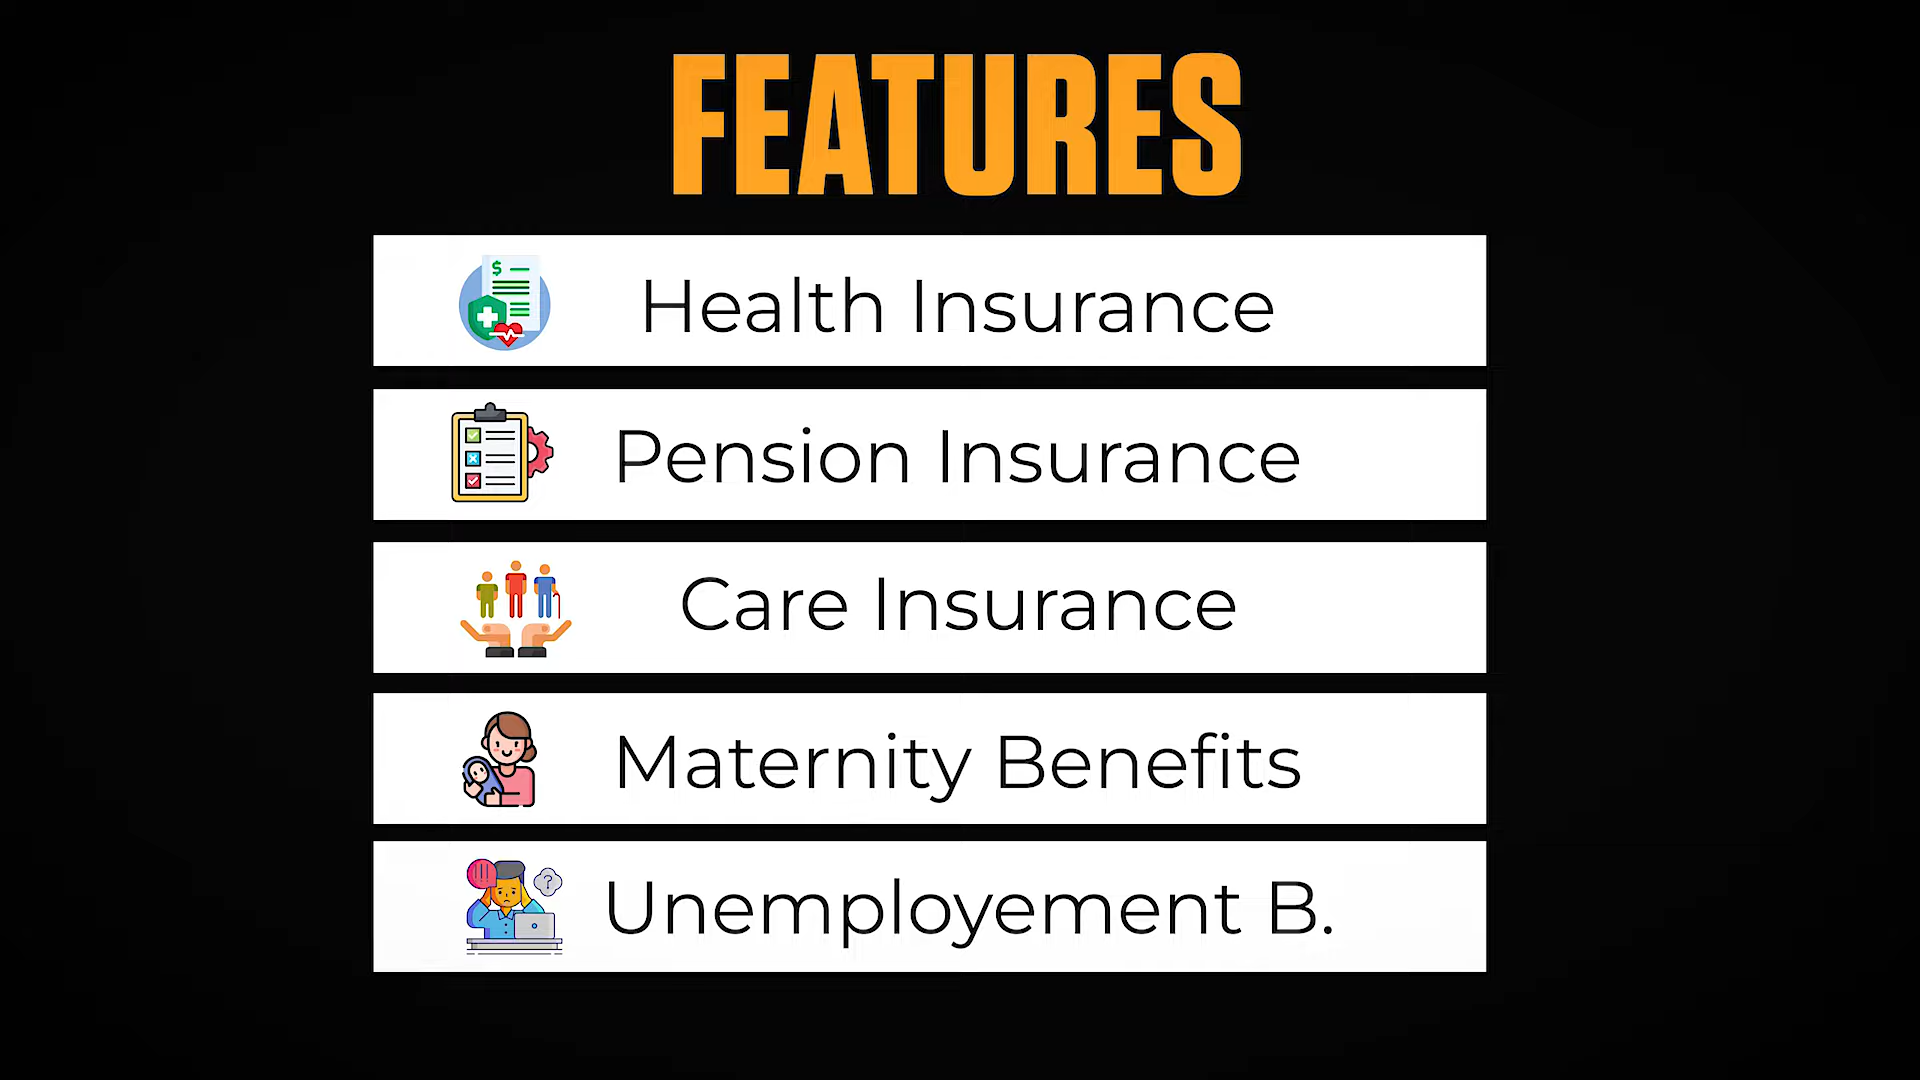 FEATURES
Health Insurance
Pension Insurance
Care Insurance
Maternity Benefits
Unemployement B.